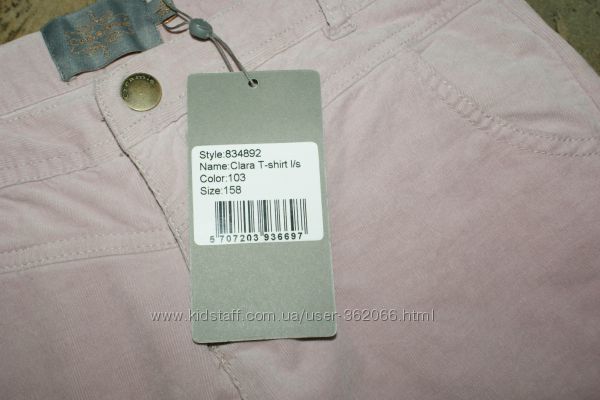 Creamie
Style:834892
Name:Clara T-shirt l/s
Color:103
Size:158
5 707203 936697
www.kidstaff.com.ua/user-362066.html